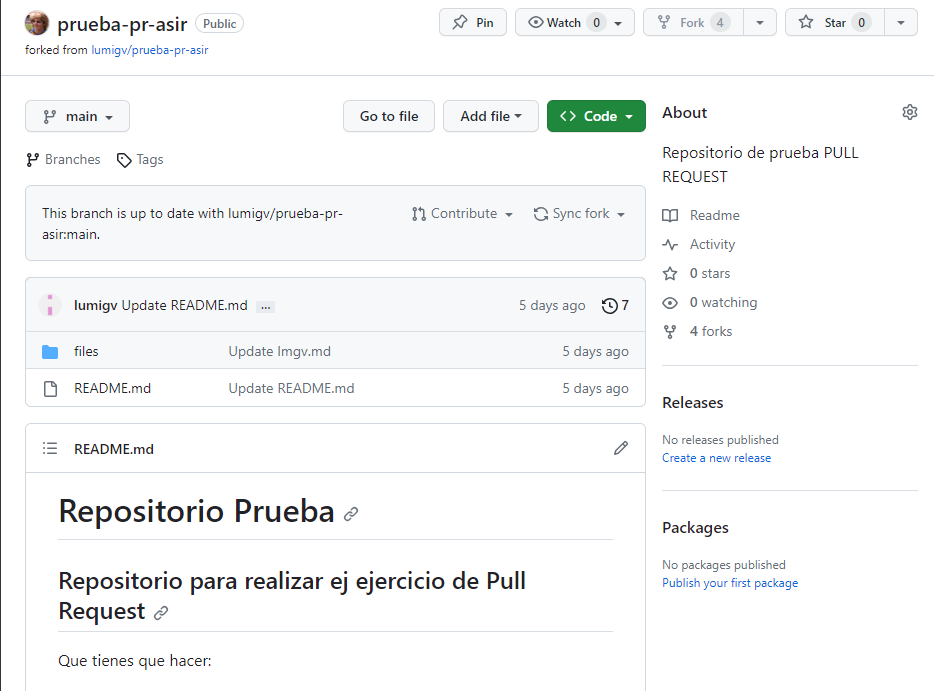 prueba-pr-asir Public
Pin
Watch 0
Fork 4
Star 0
forked from lumigv/prueba-pr-asir
main
Go to file
Add file
Code
Branches
Tags
This branch is up to date with lumigv/prueba-pr-
asir:main.
Contribute
Sync fork
lumigv Update README.md ...
5 days ago
7
files Update lmgv.md 5 days ago
README.md Update README.md 5 days ago
README.md
Repositorio Prueba
Repositorio para realizar ej ejercicio de Pull
Request
Que tienes que hacer:
About
Repositorio de prueba PULL
REQUEST
Readme
Activity
0 stars
0 watching
4 forks
Releases
No releases published
Create a new release
Packages
No packages published
Publish your first package